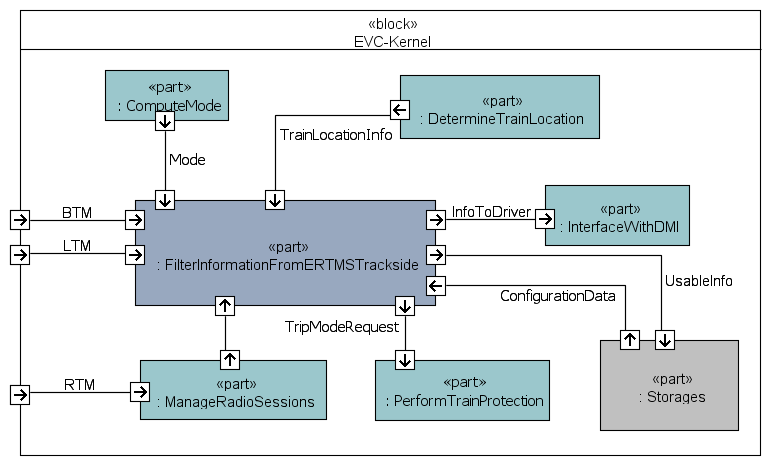 «block»
EVC-Kernel
«part»
: ComputeMode
«part»
: DetermineTrainLocation
TrainLocationInfo
Mode
BTM
InfoToDriver
«part»
: InterfaceWithDMI
LTM
«part»
: FilterInformationFromERTMSTrackside
UsableInfo
ConfigurationData
TripModeRequest
RTM
«part»
: ManageRadioSessions
«part»
: PerformTrainProtection
«part»
: Storages